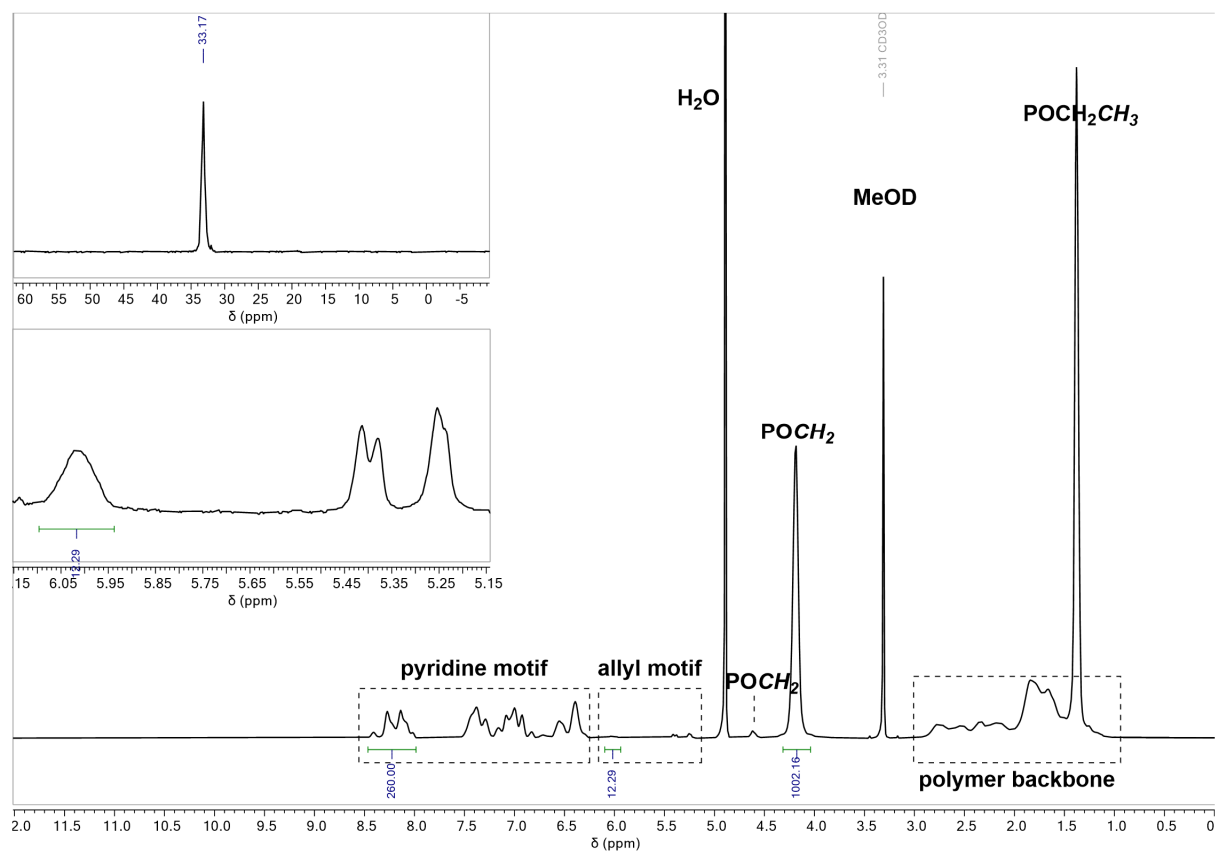 33.17
60 55 50 45 40 35 30 25 20 15 10 5 0 -5
δ (ppm)
12.29
.15 6.05 5.95 5.85 5.75 5.65 5.55 5.45 5.35 5.25 5.15
δ (ppm)
3.31 CD3OD
H2O
POCH2CH3
MeOD
POCH2
pyridine motif
allyl motif
POCH2
polymer backbone
260.00
12.29
1002.16
2.0 11.5 11.0 10.5 10.0 9.5 9.0 8.5 8.0 7.5 7.0 6.5 6.0 5.5 5.0 4.5 4.0 3.5 3.0 2.5 2.0 1.5 1.0 0.5 0
δ (ppm)